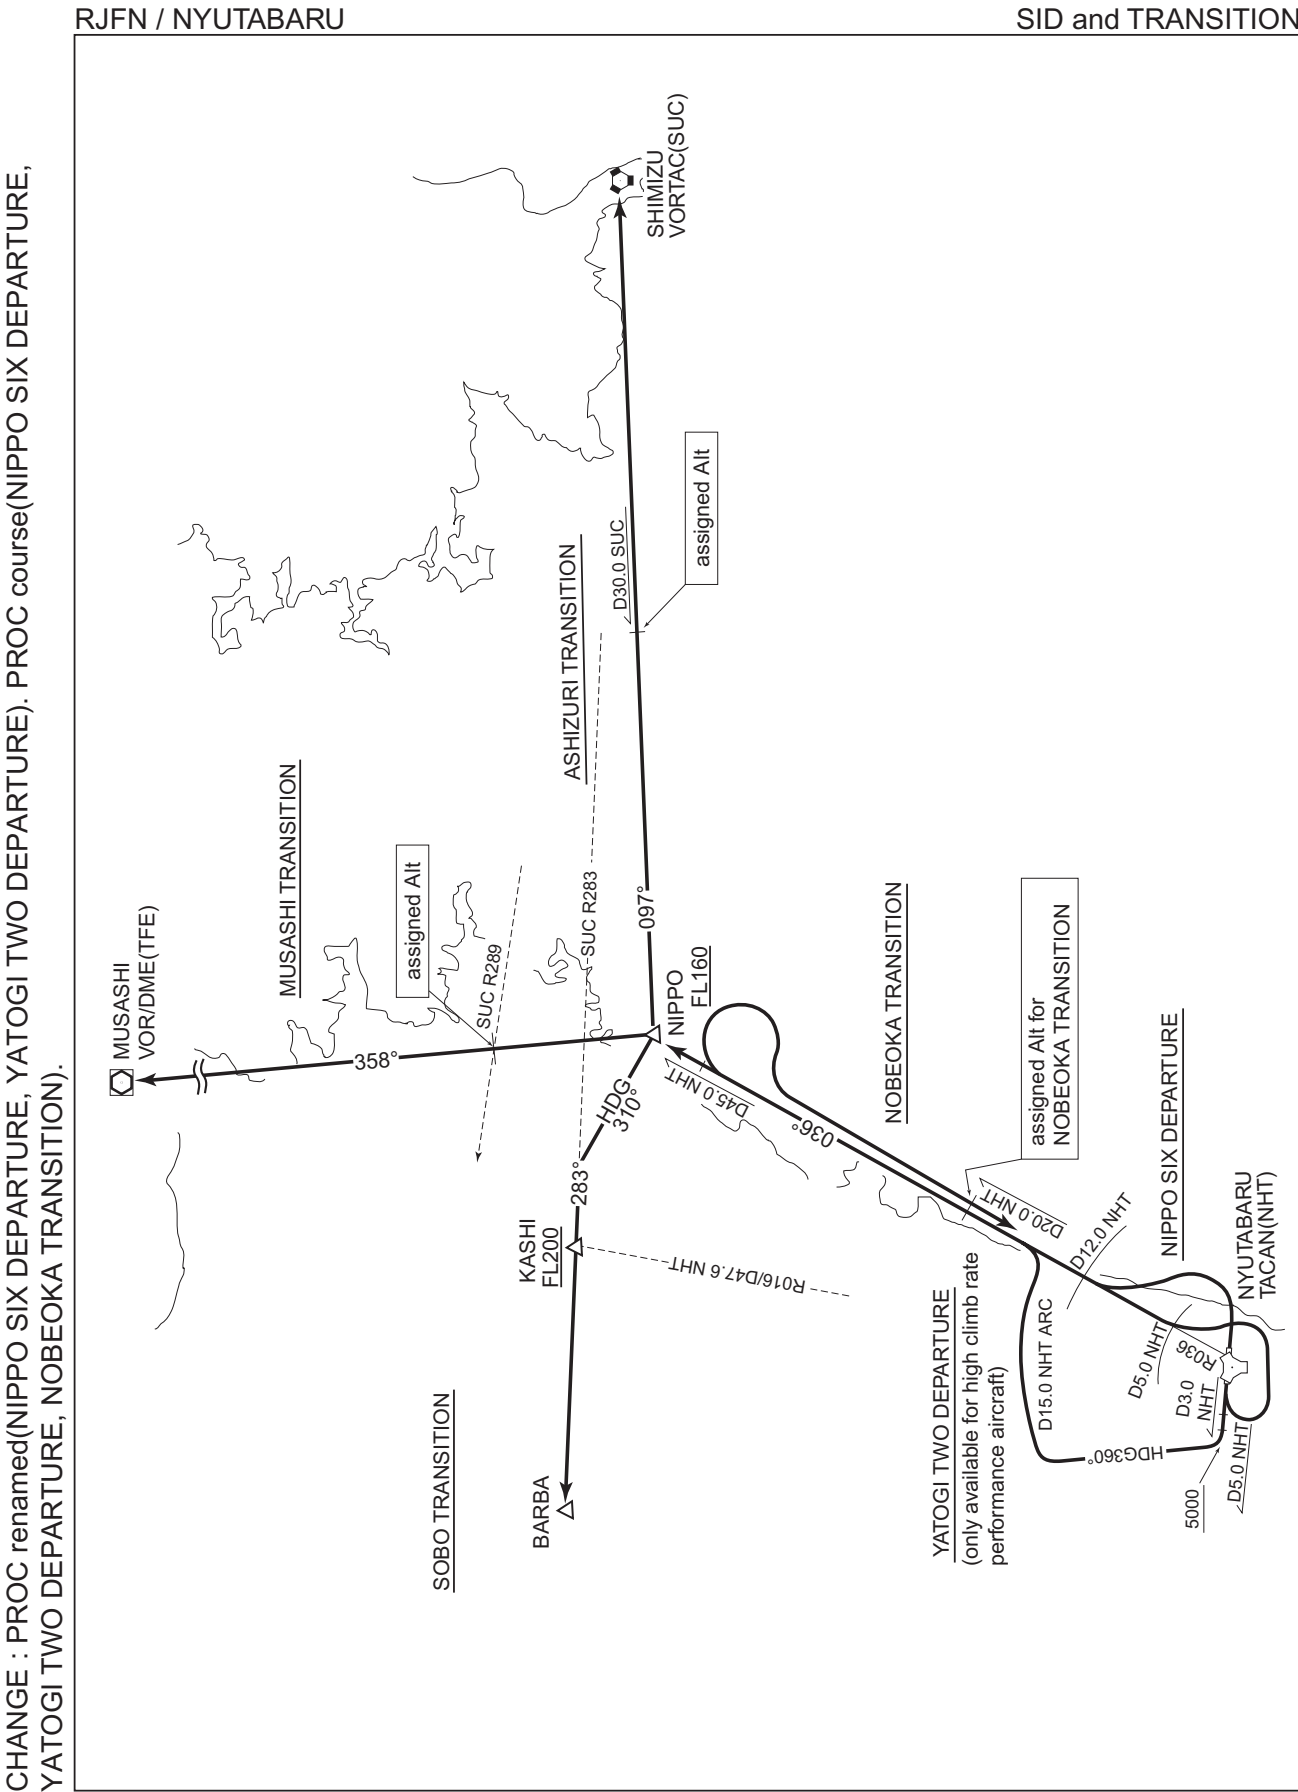 RJFN / NYUTABARU
SID and TRANSITION
CHANGE : PROC renamed(NIPPO SIX DEPARTURE, YATOGI TWO DEPARTURE). PROC course(NIPPO SIX DEPARTURE,
YATOGI TWO DEPARTURE, NOBEOKA TRANSITION).
MUSASHI
VOR/DME(TFE)
MUSASHI TRANSITION
358°
assigned Alt
SUC R289
SHIMIZU
VORTAC(SUC)
ASHIZURI TRANSITION
D30.0 SUC
assigned Alt
SUC R283
097°
NIPPO
FL160
HDG
310°
283°
KASHI
FL200
R016/D47.6 NHT
BARBA
SOBO TRANSITION
D45.0 NHT
036°
NOBEOKA TRANSITION
assigned Alt for
NOBEOKA TRANSITION
D20.0 NHT
D12.0 NHT
NIPPO SIX DEPARTURE
NYUTABARU
TACAN(NHT)
YATOGI TWO DEPARTURE
(only available for high climb rate
performance aircraft)
D15.0 NHT ARC
D5.0 NHT
R036
D3.0
NHT
HDG360°
5000
D5.0 NHT